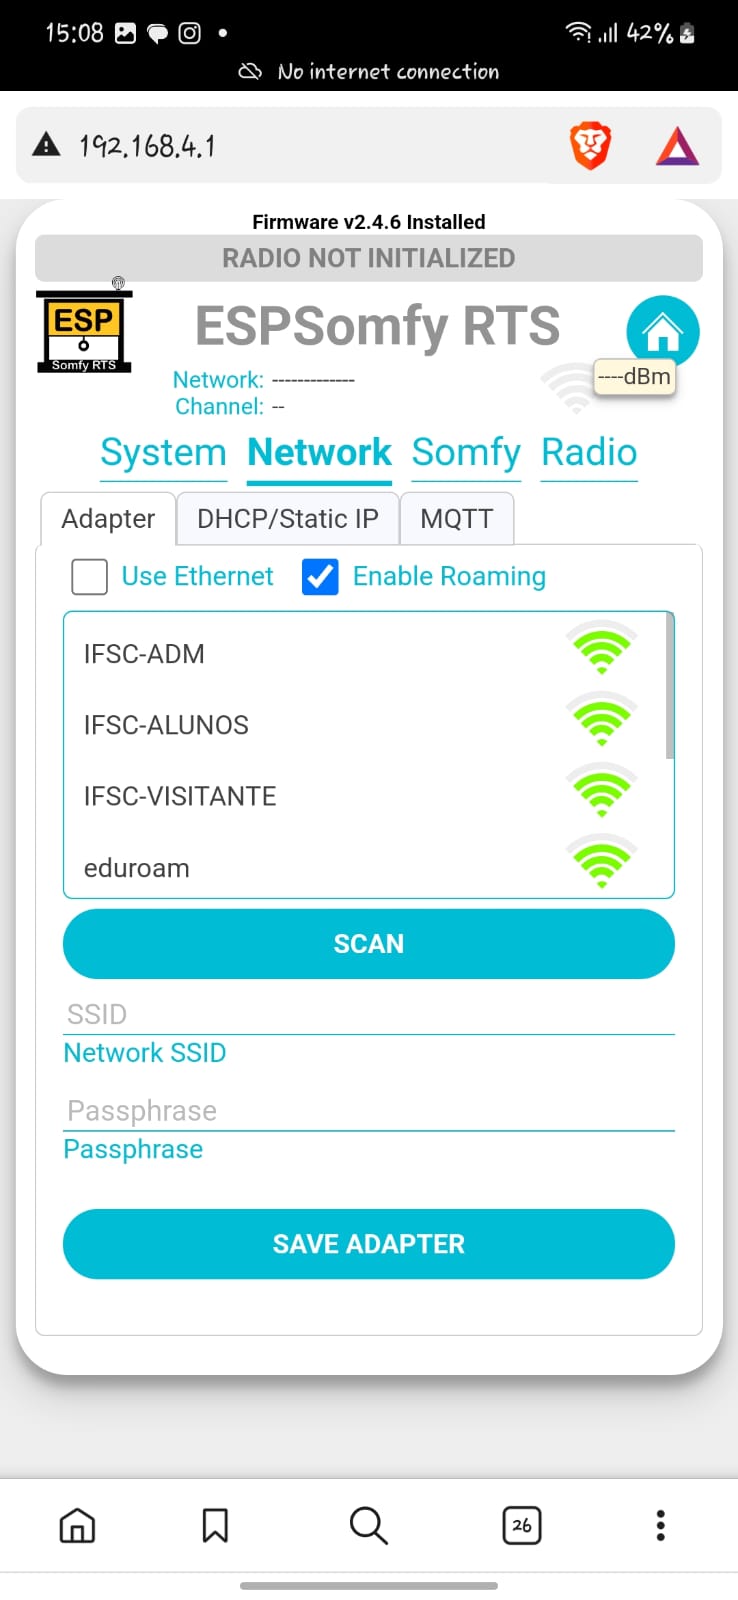 15:08 42%
No internet connection
192.168.4.1
Firmware v2.4.6 Installed
RADIO NOT INITIALIZED
ESP
Somfy RTS
ESPSomfy RTS
Network: -------------
Channel: --
----dBm
System Network Somfy Radio
Adapter DHCP/Static IP MQTT
Use Ethernet Enable Roaming
IFSC-ADM
IFSC-ALUNOS
IFSC-VISITANTE
eduroam
SCAN
SSID
Network SSID
Passphrase
Passphrase
SAVE ADAPTER
26